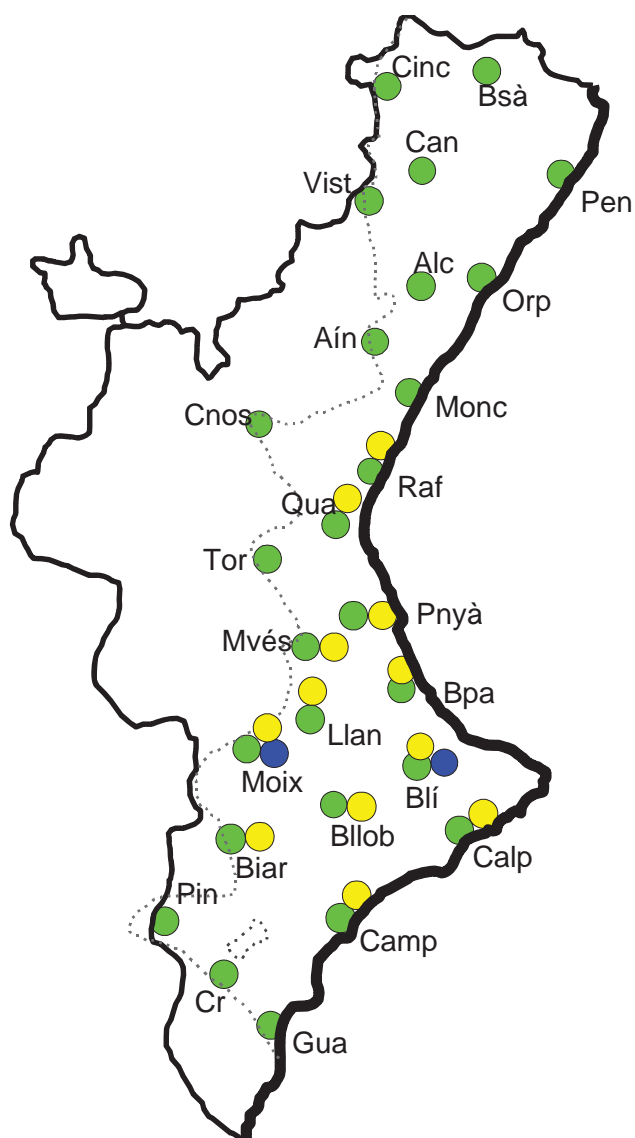 Cinc
Bsà
Can
Vist
Pen
Alc
Orp
Aín
Monc
Cnos
Raf
Qua
Tor
Pnyà
Mvés
Bpa
Llan
Moix
Blí
Bllob
Calp
Biar
Pin
Camp
Cr
Gua